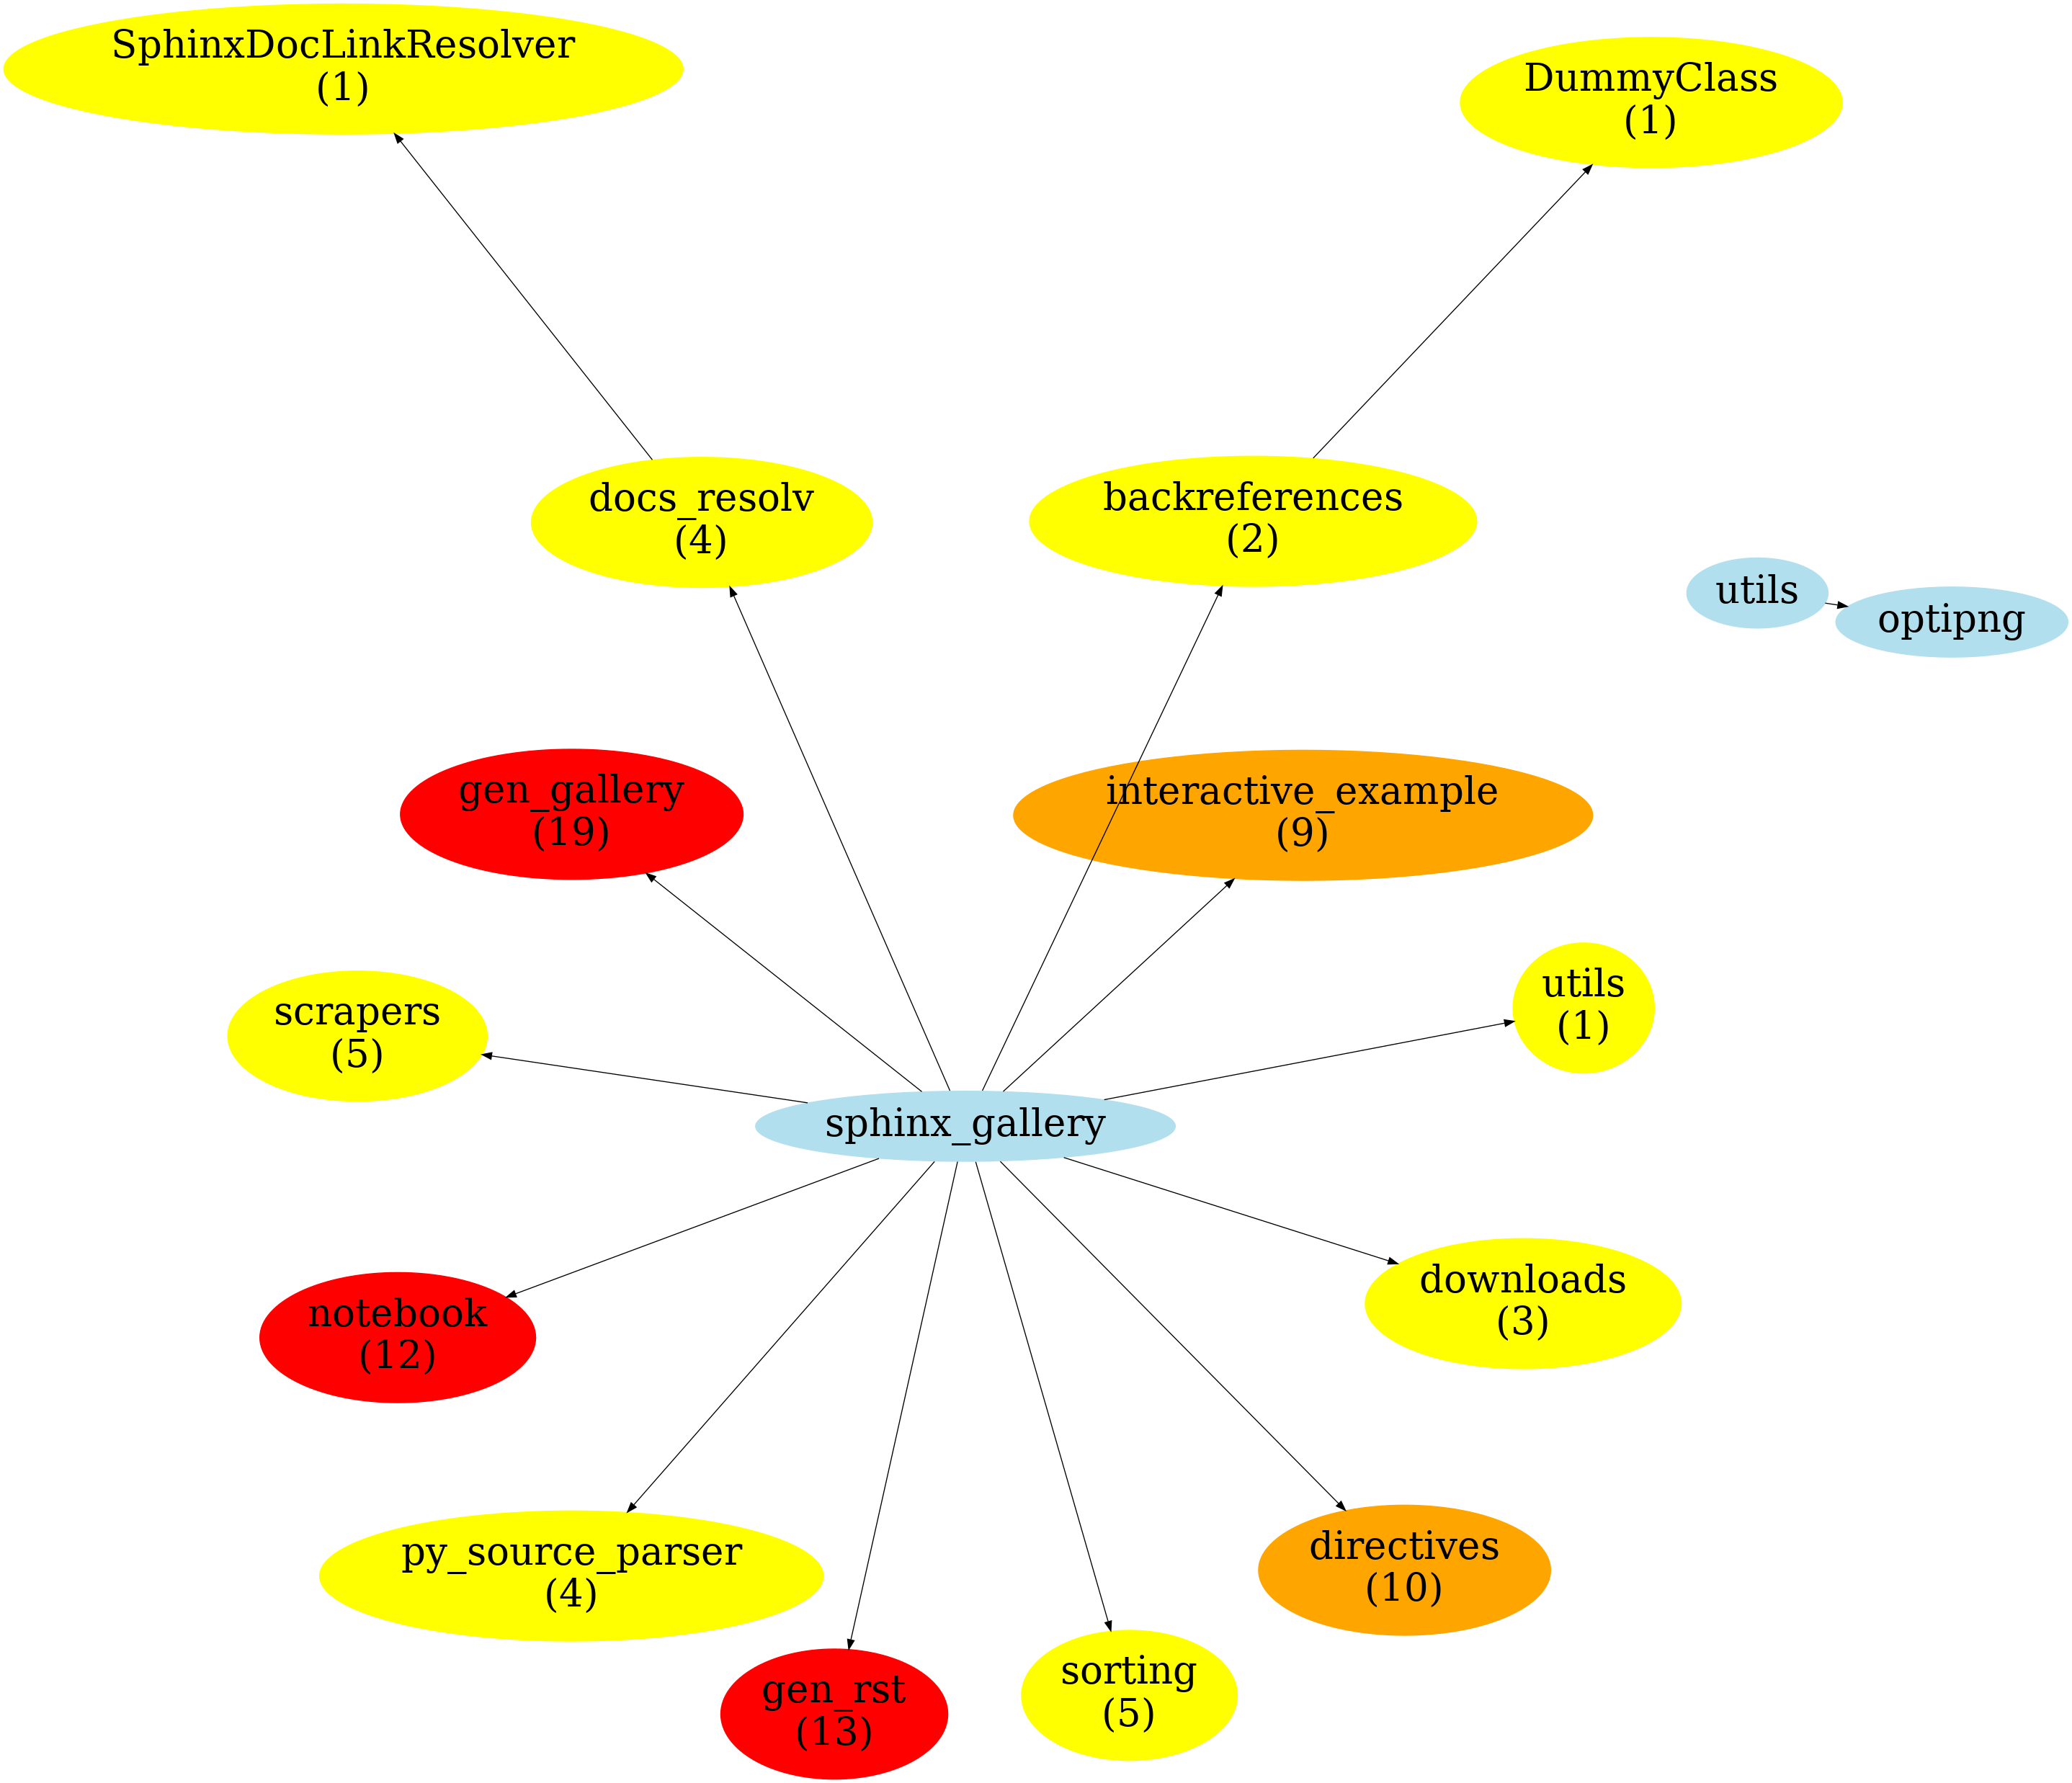 SphinxDocLinkResolver
(1)
DummyClass
(1)
docs_resolv
(4)
backreferences
(2)
utils
optipng
gen_gallery
(19)
interactive_example
(9)
scrapers
(5)
utils
(1)
sphinx_gallery
notebook
(12)
downloads
(3)
py_source_parser
(4)
directives
(10)
gen_rst
(13)
sorting
(5)